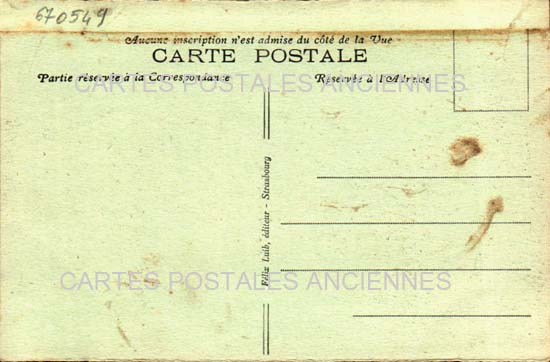 670549
Aucune inscription n'est admise du côté de la Vue
CARTE POSTALE
Partie réservée à la Correspondance
Réservée à l'Adresse
CARTES POSTALES ANCIENNES
Félix Luib, éditeur - Strasbourg
CARTES POSTALES ANCIENNES